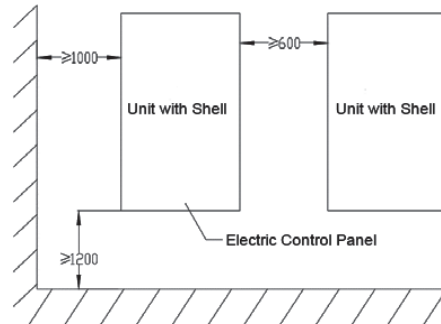 ≥1000
≥600
Unit with Shell
Unit with Shell
Electric Control Panel
≥1200